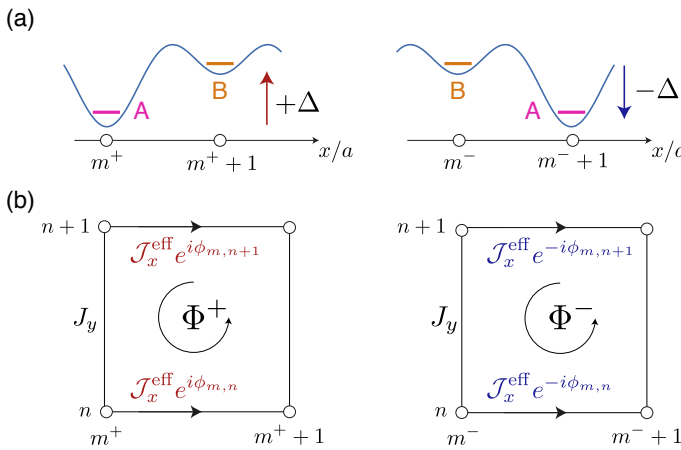 (a)
A
B
+Δ
m⁺
m⁺ + 1
x/a
B
A
−Δ
m⁻
m⁻ + 1
x/a
(b)
n + 1
𝒥ₓᵉᶠᶠ e^{iϕ_{m,n+1}}
J_y
Φ⁺
𝒥ₓᵉᶠᶠ e^{iϕ_{m,n}}
n
m⁺
m⁺ + 1
n + 1
𝒥ₓᵉᶠᶠ e^{−iϕ_{m,n+1}}
J_y
Φ⁻
𝒥ₓᵉᶠᶠ e^{−iϕ_{m,n}}
n
m⁻
m⁻ + 1